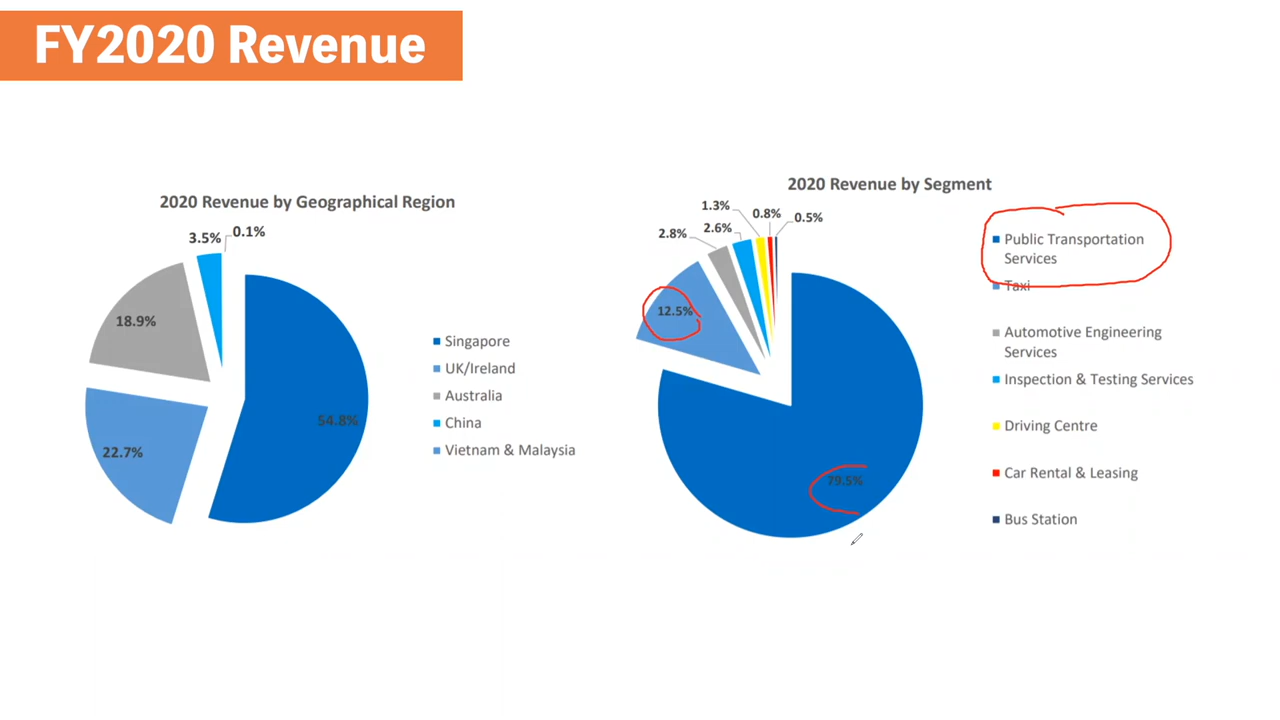 FY2020 Revenue
2020 Revenue by Geographical Region
0.1%
3.5%
18.9%
54.8%
22.7%
Singapore
UK/Ireland
Australia
China
Vietnam & Malaysia
2020 Revenue by Segment
1.3%
0.8%
0.5%
2.6%
2.8%
12.5%
79.5%
Public Transportation
Services
Taxi
Automotive Engineering
Services
Inspection & Testing Services
Driving Centre
Car Rental & Leasing
Bus Station